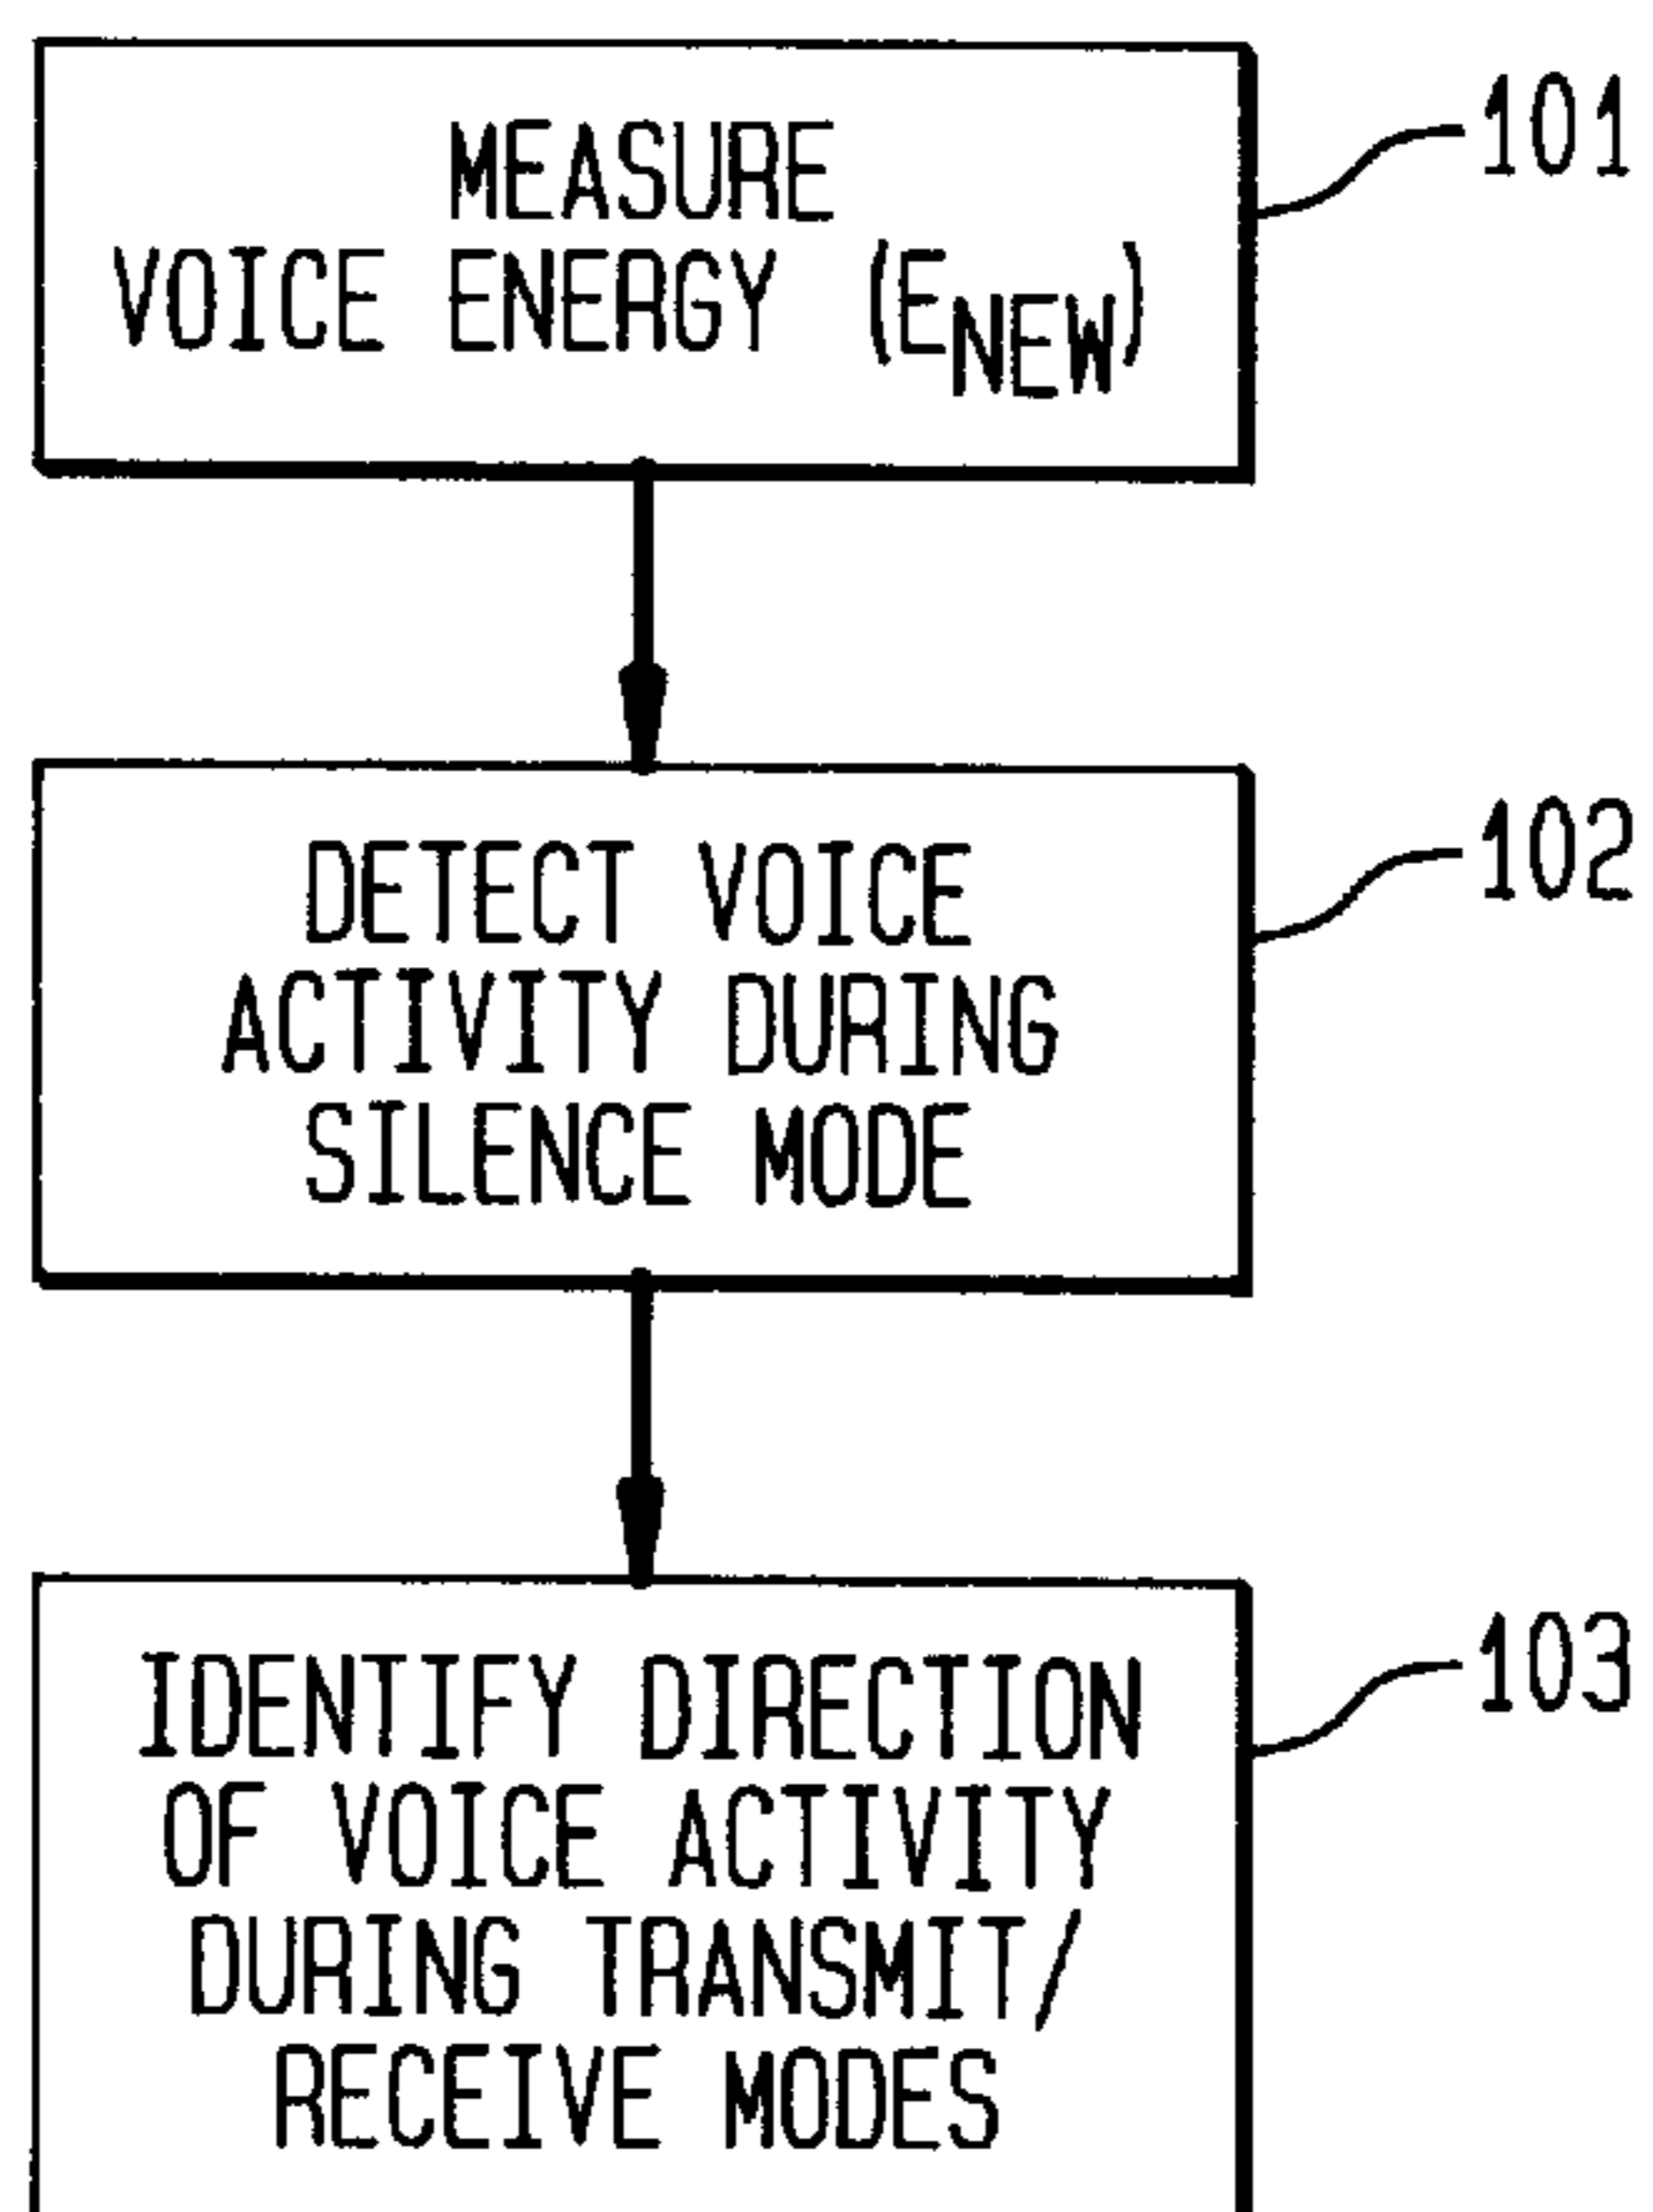 MEASURE
VOICE ENERGY (ENEW)
101
DETECT VOICE
ACTIVITY DURING
SILENCE MODE
102
IDENTIFY DIRECTION
OF VOICE ACTIVITY
DURING TRANSMIT/
RECEIVE MODES
103